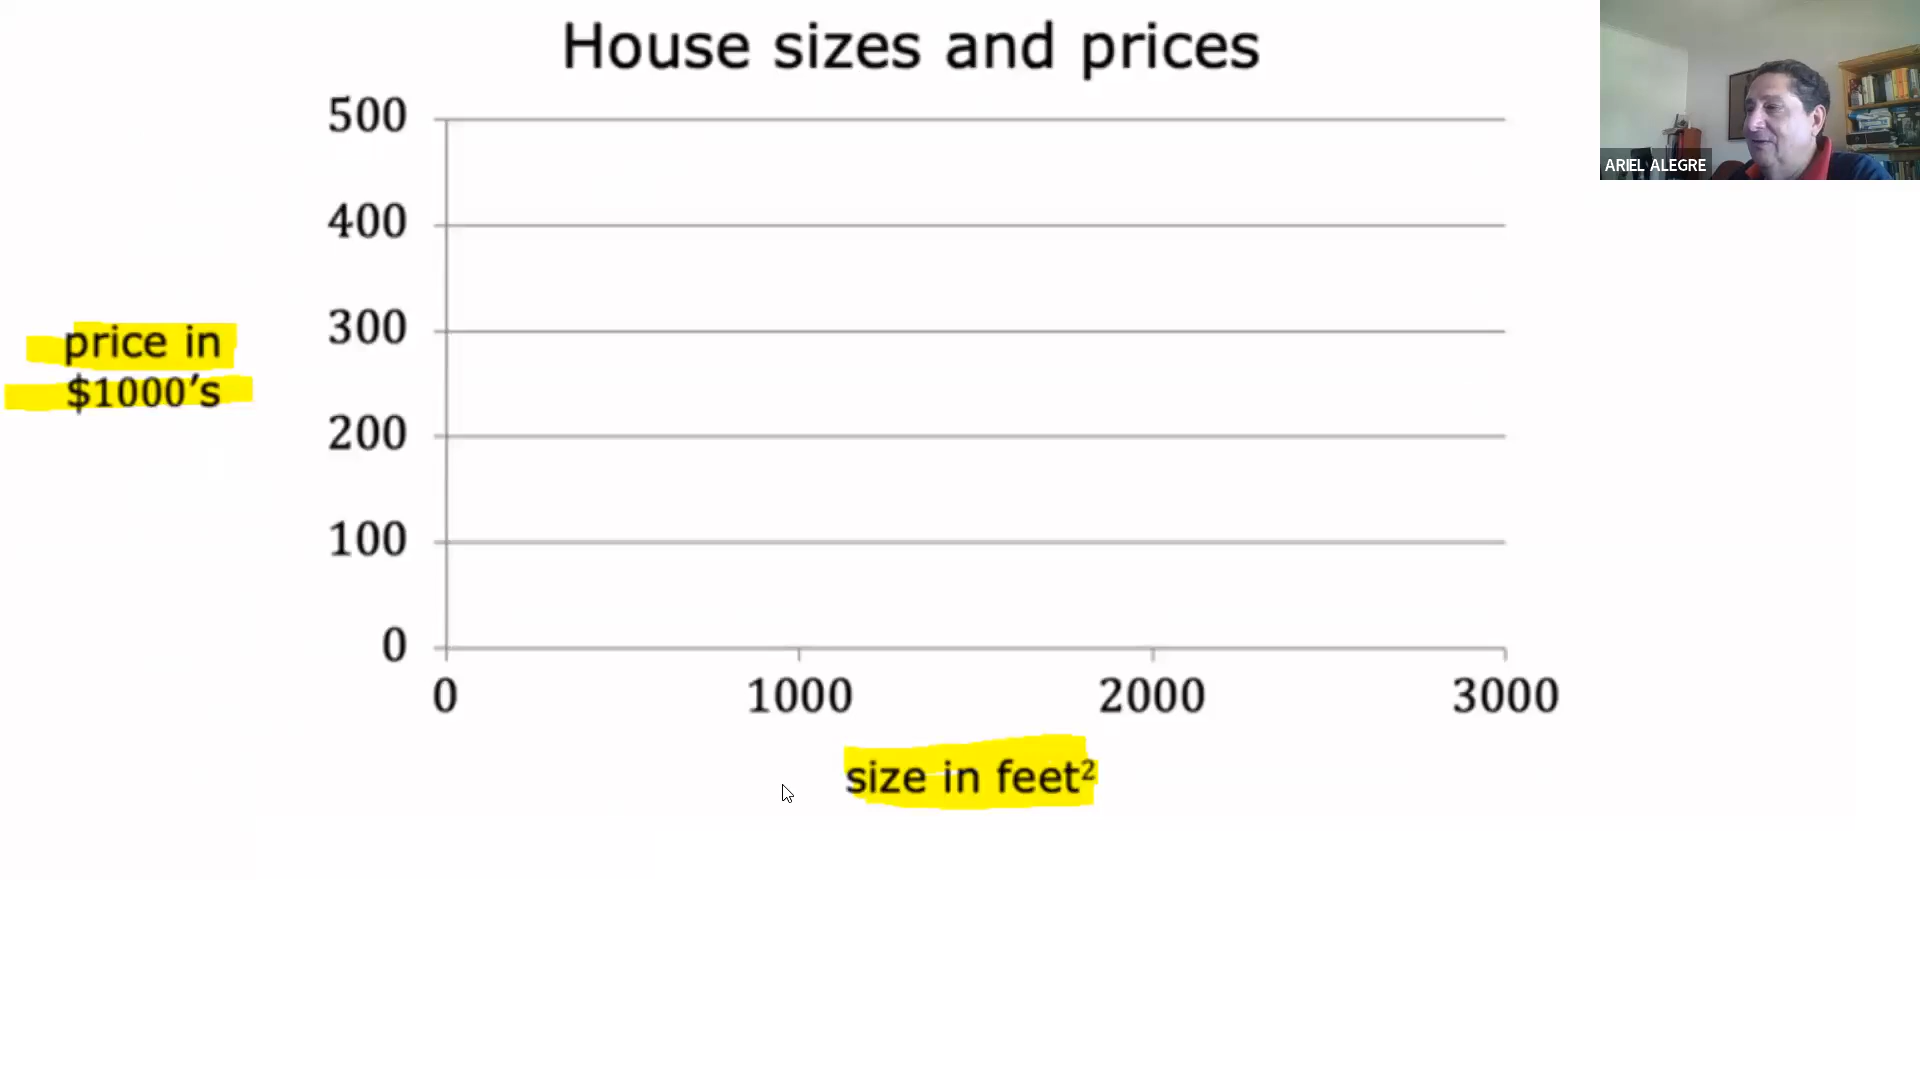 House sizes and prices
500
400
300
200
100
0
price in
$1000’s
0 1000 2000 3000
size in feet²
ARIEL ALEGRE